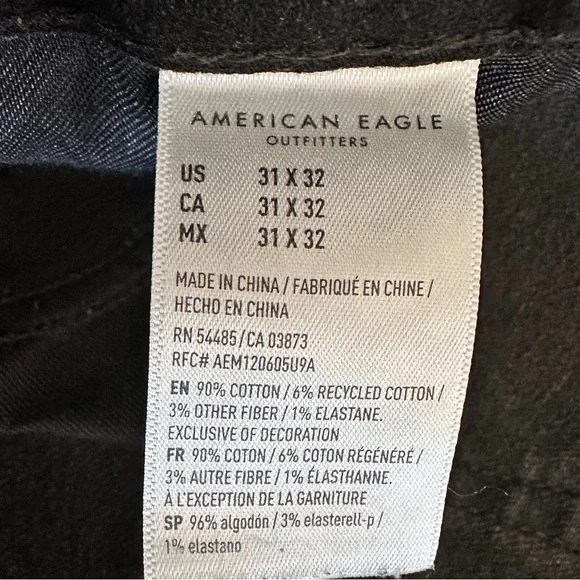 AMERICAN EAGLE
OUTFITTERS
US 31 X 32
CA 31 X 32
MX 31 X 32
MADE IN CHINA / FABRIQUÉ EN CHINE /
HECHO EN CHINA
RN 54485 / CA 03873
RFC# AEM120605U9A
EN 90% COTTON / 6% RECYCLED COTTON /
3% OTHER FIBER / 1% ELASTANE.
EXCLUSIVE OF DECORATION
FR 90% COTON / 6% COTON RÉGÉNÉRÉ /
3% AUTRE FIBRE / 1% ÉLASTHANNE.
À L'EXCEPTION DE LA GARNITURE
SP 96% algodón / 3% elasterell-p /
1% elastano